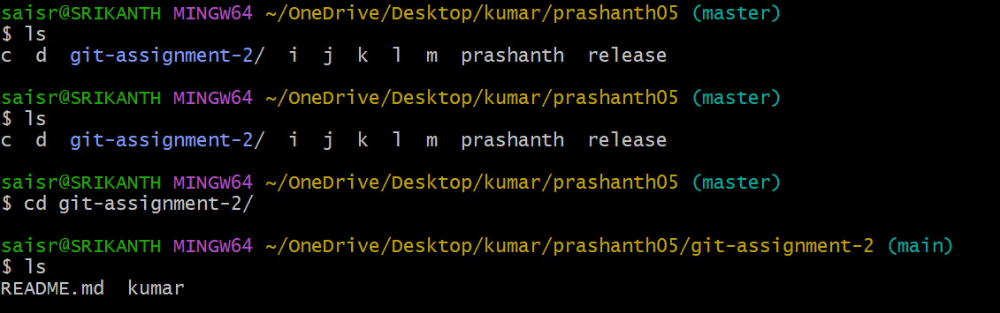 saisr@SRIKANTH MINGW64 ~/OneDrive/Desktop/kumar/prashanth05 (master)
$ ls
c  d  git-assignment-2/  i  j  k  l  m  prashanth  release
saisr@SRIKANTH MINGW64 ~/OneDrive/Desktop/kumar/prashanth05 (master)
$ ls
c  d  git-assignment-2/  i  j  k  l  m  prashanth  release
saisr@SRIKANTH MINGW64 ~/OneDrive/Desktop/kumar/prashanth05 (master)
$ cd git-assignment-2/
saisr@SRIKANTH MINGW64 ~/OneDrive/Desktop/kumar/prashanth05/git-assignment-2 (main)
$ ls
README.md  kumar